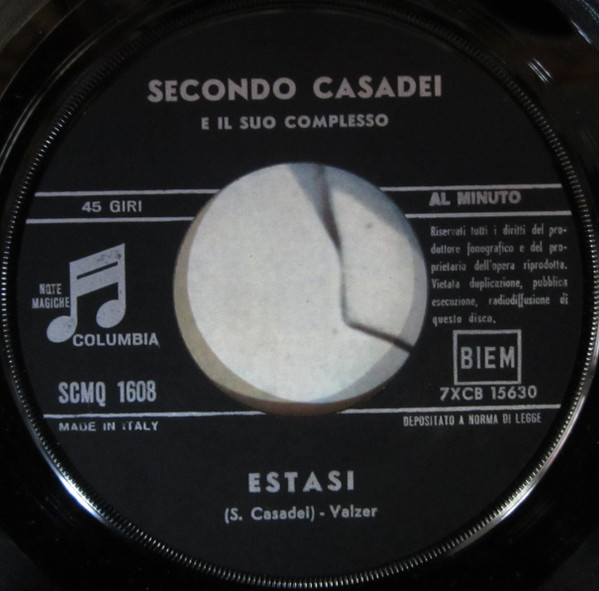 SECONDO CASADEI
E IL SUO COMPLESSO
45 GIRI
AL MINUTO
Riservati tutti i diritti del pro-
duttore fonografico e del pro-
prietario dell'opera riprodotta.
Vietata duplicazione, pubblica
esecuzione, radiodiffusione di
questo disco.
NOTE
MAGICHE
COLUMBIA
BIEM
SCMQ 1608
7XCB 15630
MADE IN ITALY
DEPOSITATO A NORMA DI LEGGE
ESTASI
(S. Casadei) - Valzer